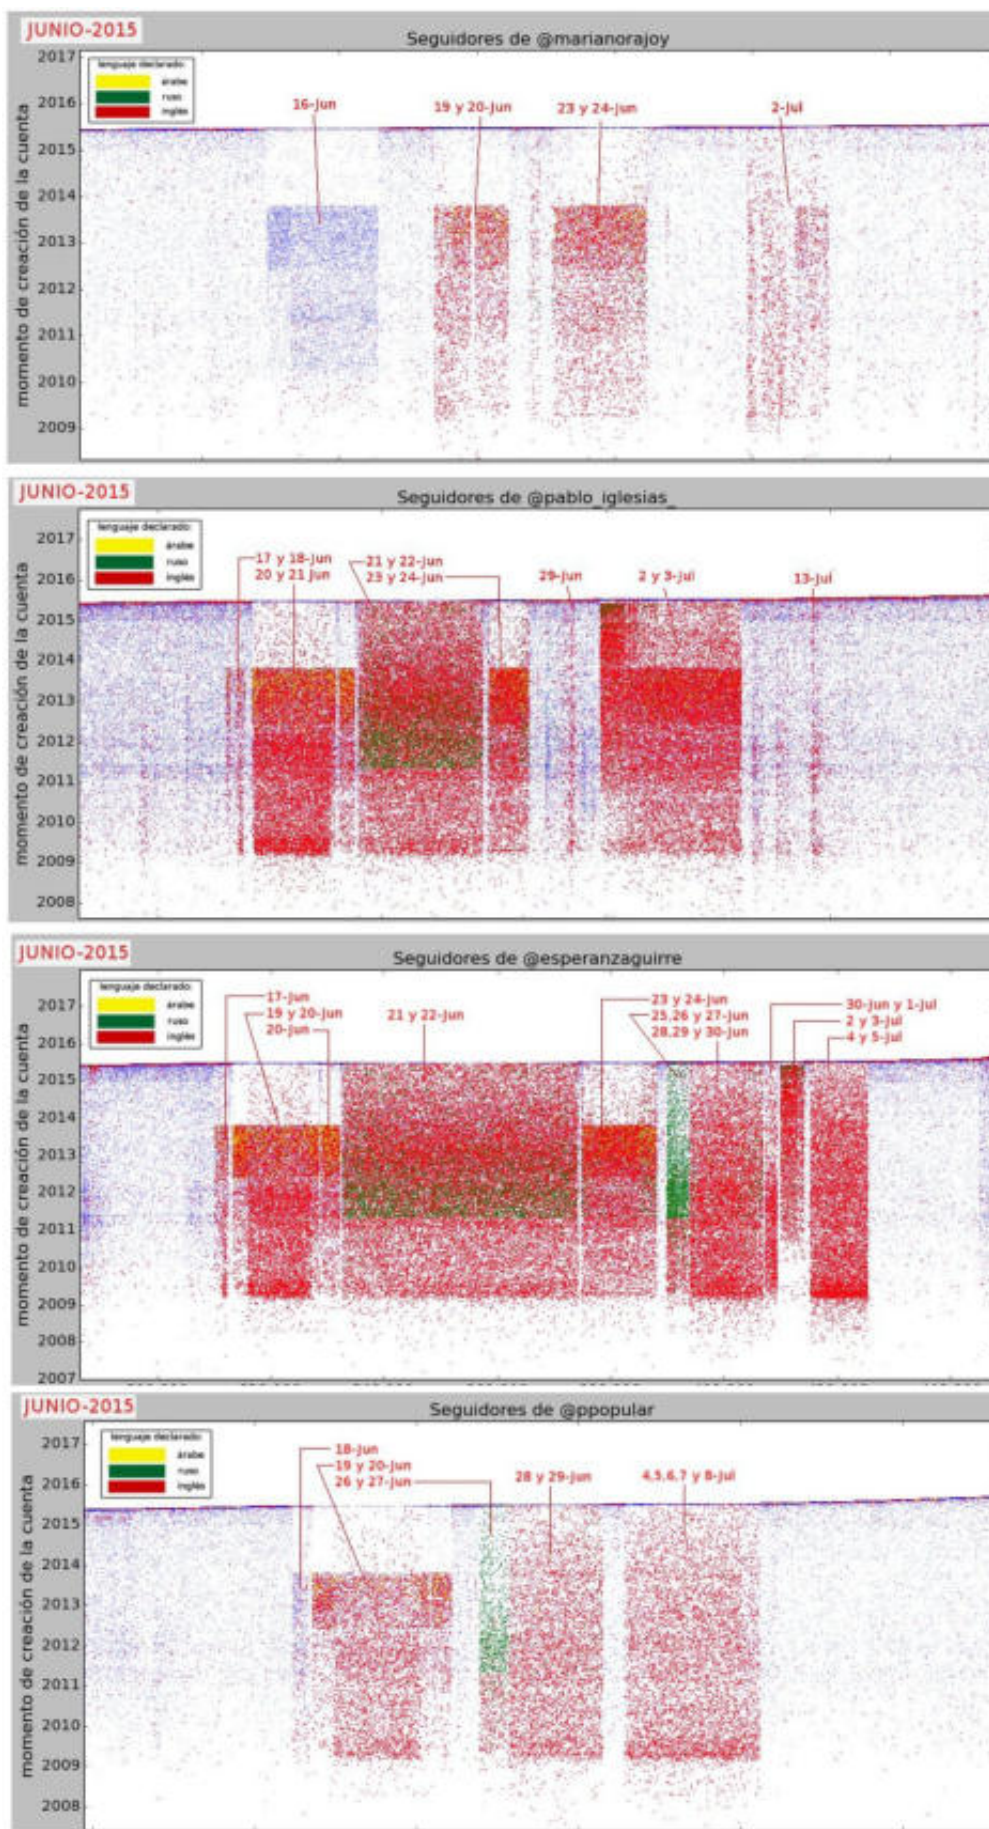 JUNIO-2015
Seguidores de @marianorajoy
lenguaje declarado:
árabe
ruso
inglés
16-Jun
19 y 20-Jun
23 y 24-Jun
2-Jul
momento de creación de la cuenta
2017
2016
2015
2014
2013
2012
2011
2010
2009
JUNIO-2015
Seguidores de @pablo_iglesias_
lenguaje declarado:
árabe
ruso
inglés
17 y 18-Jun
20 y 21 Jun
21 y 22-Jun
23 y 24-Jun
29-Jun
2 y 3-Jul
13-Jul
momento de creación de la cuenta
2017
2016
2015
2014
2013
2012
2011
2010
2009
2008
JUNIO-2015
Seguidores de @esperanzaguirre
lenguaje declarado:
árabe
ruso
inglés
17-Jun
19 y 20-Jun
20-Jun
21 y 22-Jun
23 y 24-Jun
25,26 y 27-Jun
28,29 y 30-Jun
30-Jun y 1-Jul
2 y 3-Jul
4 y 5-Jul
momento de creación de la cuenta
2017
2016
2015
2014
2013
2012
2011
2010
2009
2008
2007
JUNIO-2015
Seguidores de @ppopular
lenguaje declarado:
árabe
ruso
inglés
18-Jun
19 y 20-Jun
26 y 27-Jun
28 y 29-Jun
4,5,6,7 y 8-Jul
momento de creación de la cuenta
2017
2016
2015
2014
2013
2012
2011
2010
2009
2008